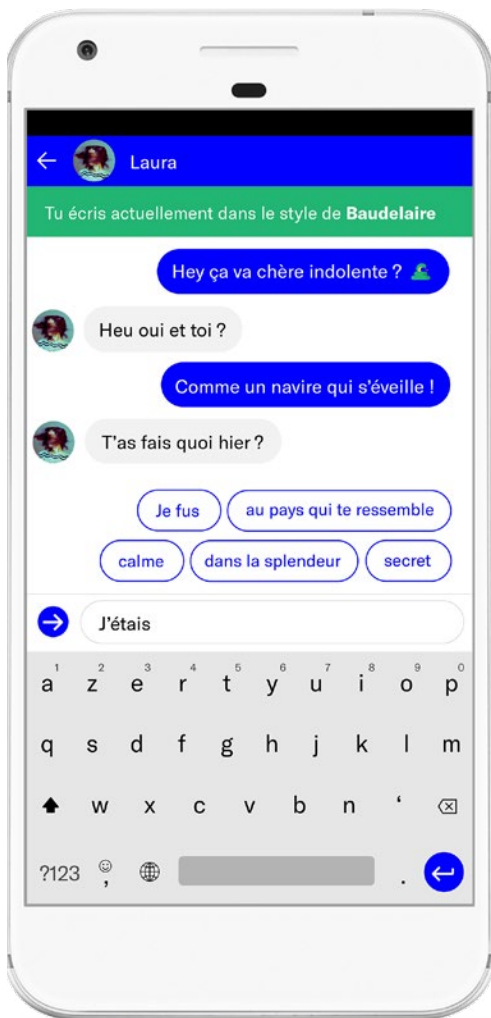 Laura
Tu écris actuellement dans le style de Baudelaire
Hey ça va chère indolente ?
Heu oui et toi ?
Comme un navire qui s'éveille !
T'as fais quoi hier ?
Je fus au pays qui te ressemble
calme dans la splendeur secret
J'étais
1 2 3 4 5 6 7 8 9 0
a z e r t y u i o p
q s d f g h j k l m
w x c v b n ‘
?123 , .